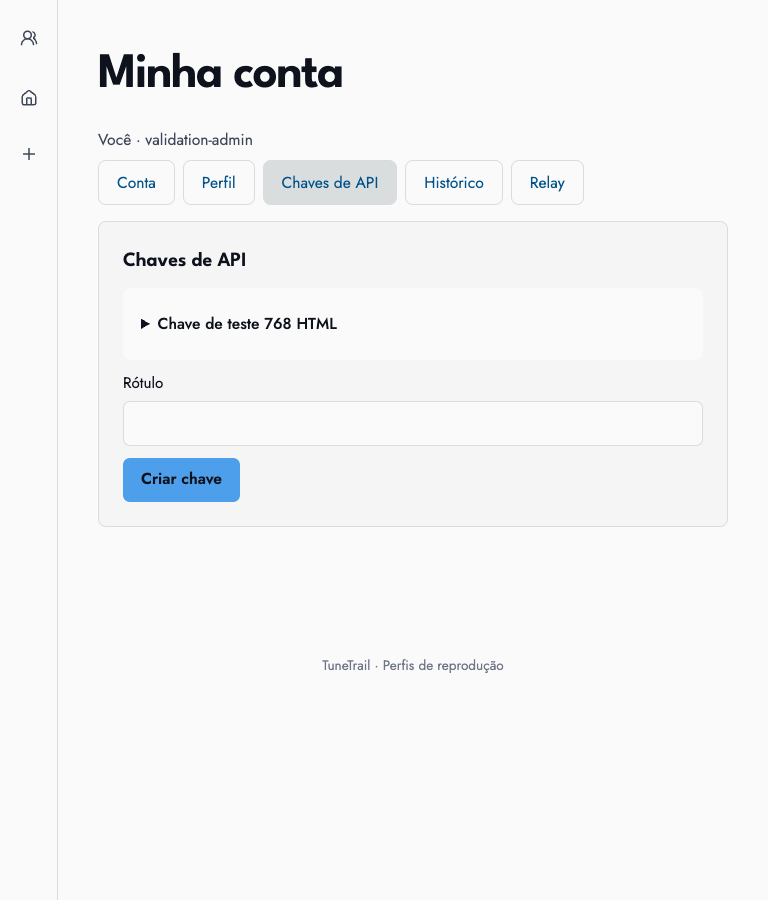 Minha conta
Você · validation-admin
Conta Perfil Chaves de API Histórico Relay
Chaves de API
Chave de teste 768 HTML
Rótulo
Criar chave
TuneTrail · Perfis de reprodução